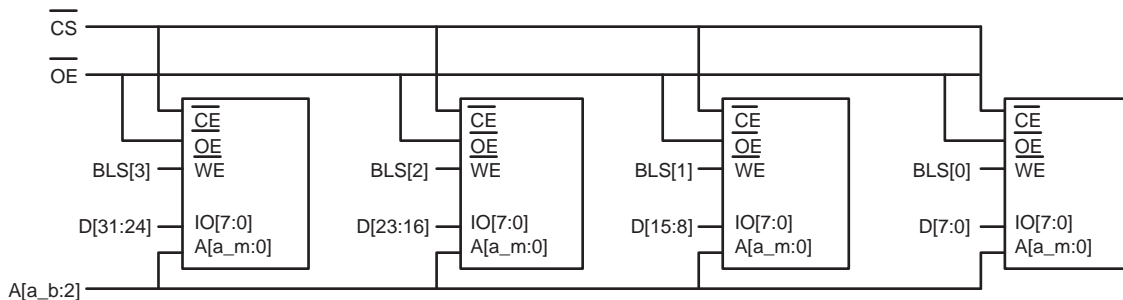 CS
OE
CE
OE
WE
BLS[3]
IO[7:0]
D[31:24]
A[a_m:0]
CE
OE
WE
BLS[2]
IO[7:0]
D[23:16]
A[a_m:0]
CE
OE
WE
BLS[1]
IO[7:0]
D[15:8]
A[a_m:0]
CE
OE
WE
BLS[0]
IO[7:0]
D[7:0]
A[a_m:0]
A[a_b:2]